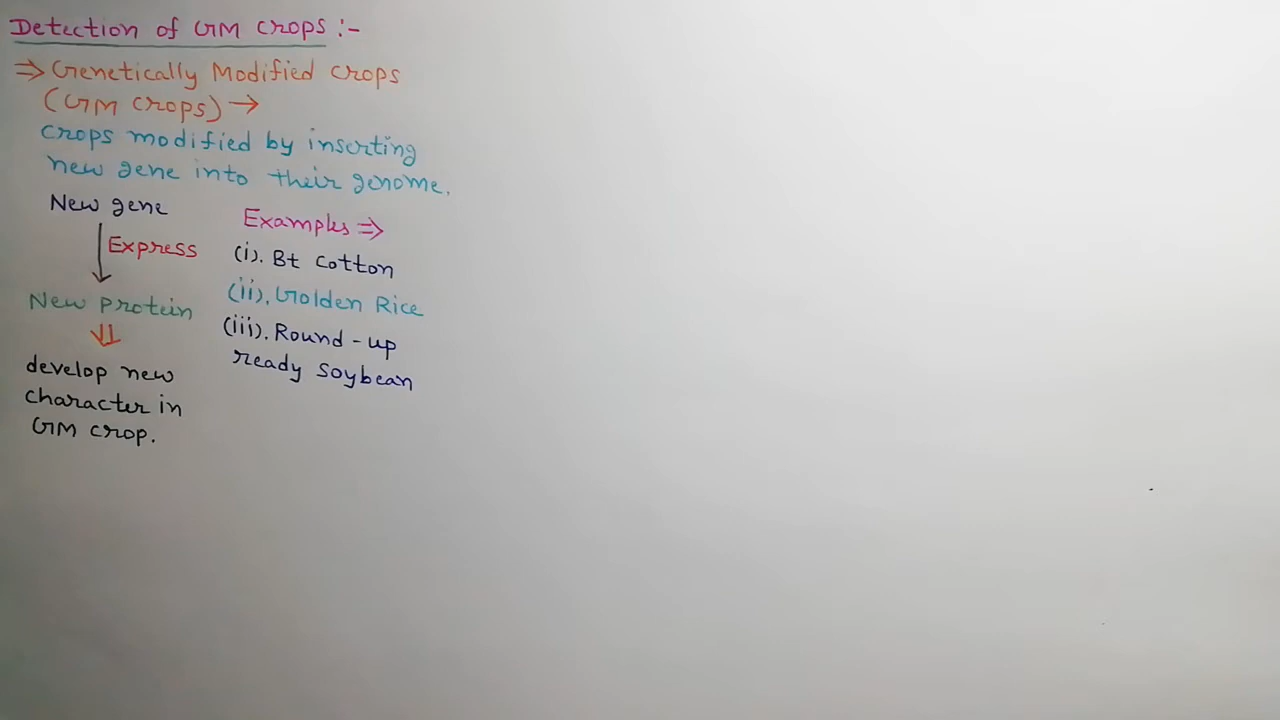 Detection of GM crops :-
⇒ Genetically Modified crops
(GM crops) →
crops modified by inserting
new gene into their genome.
New gene
Express
New protein
develop new
character in
GM crop.
Examples ⇒
(i). Bt cotton
(ii). Golden Rice
(iii). Round-up
ready soybean